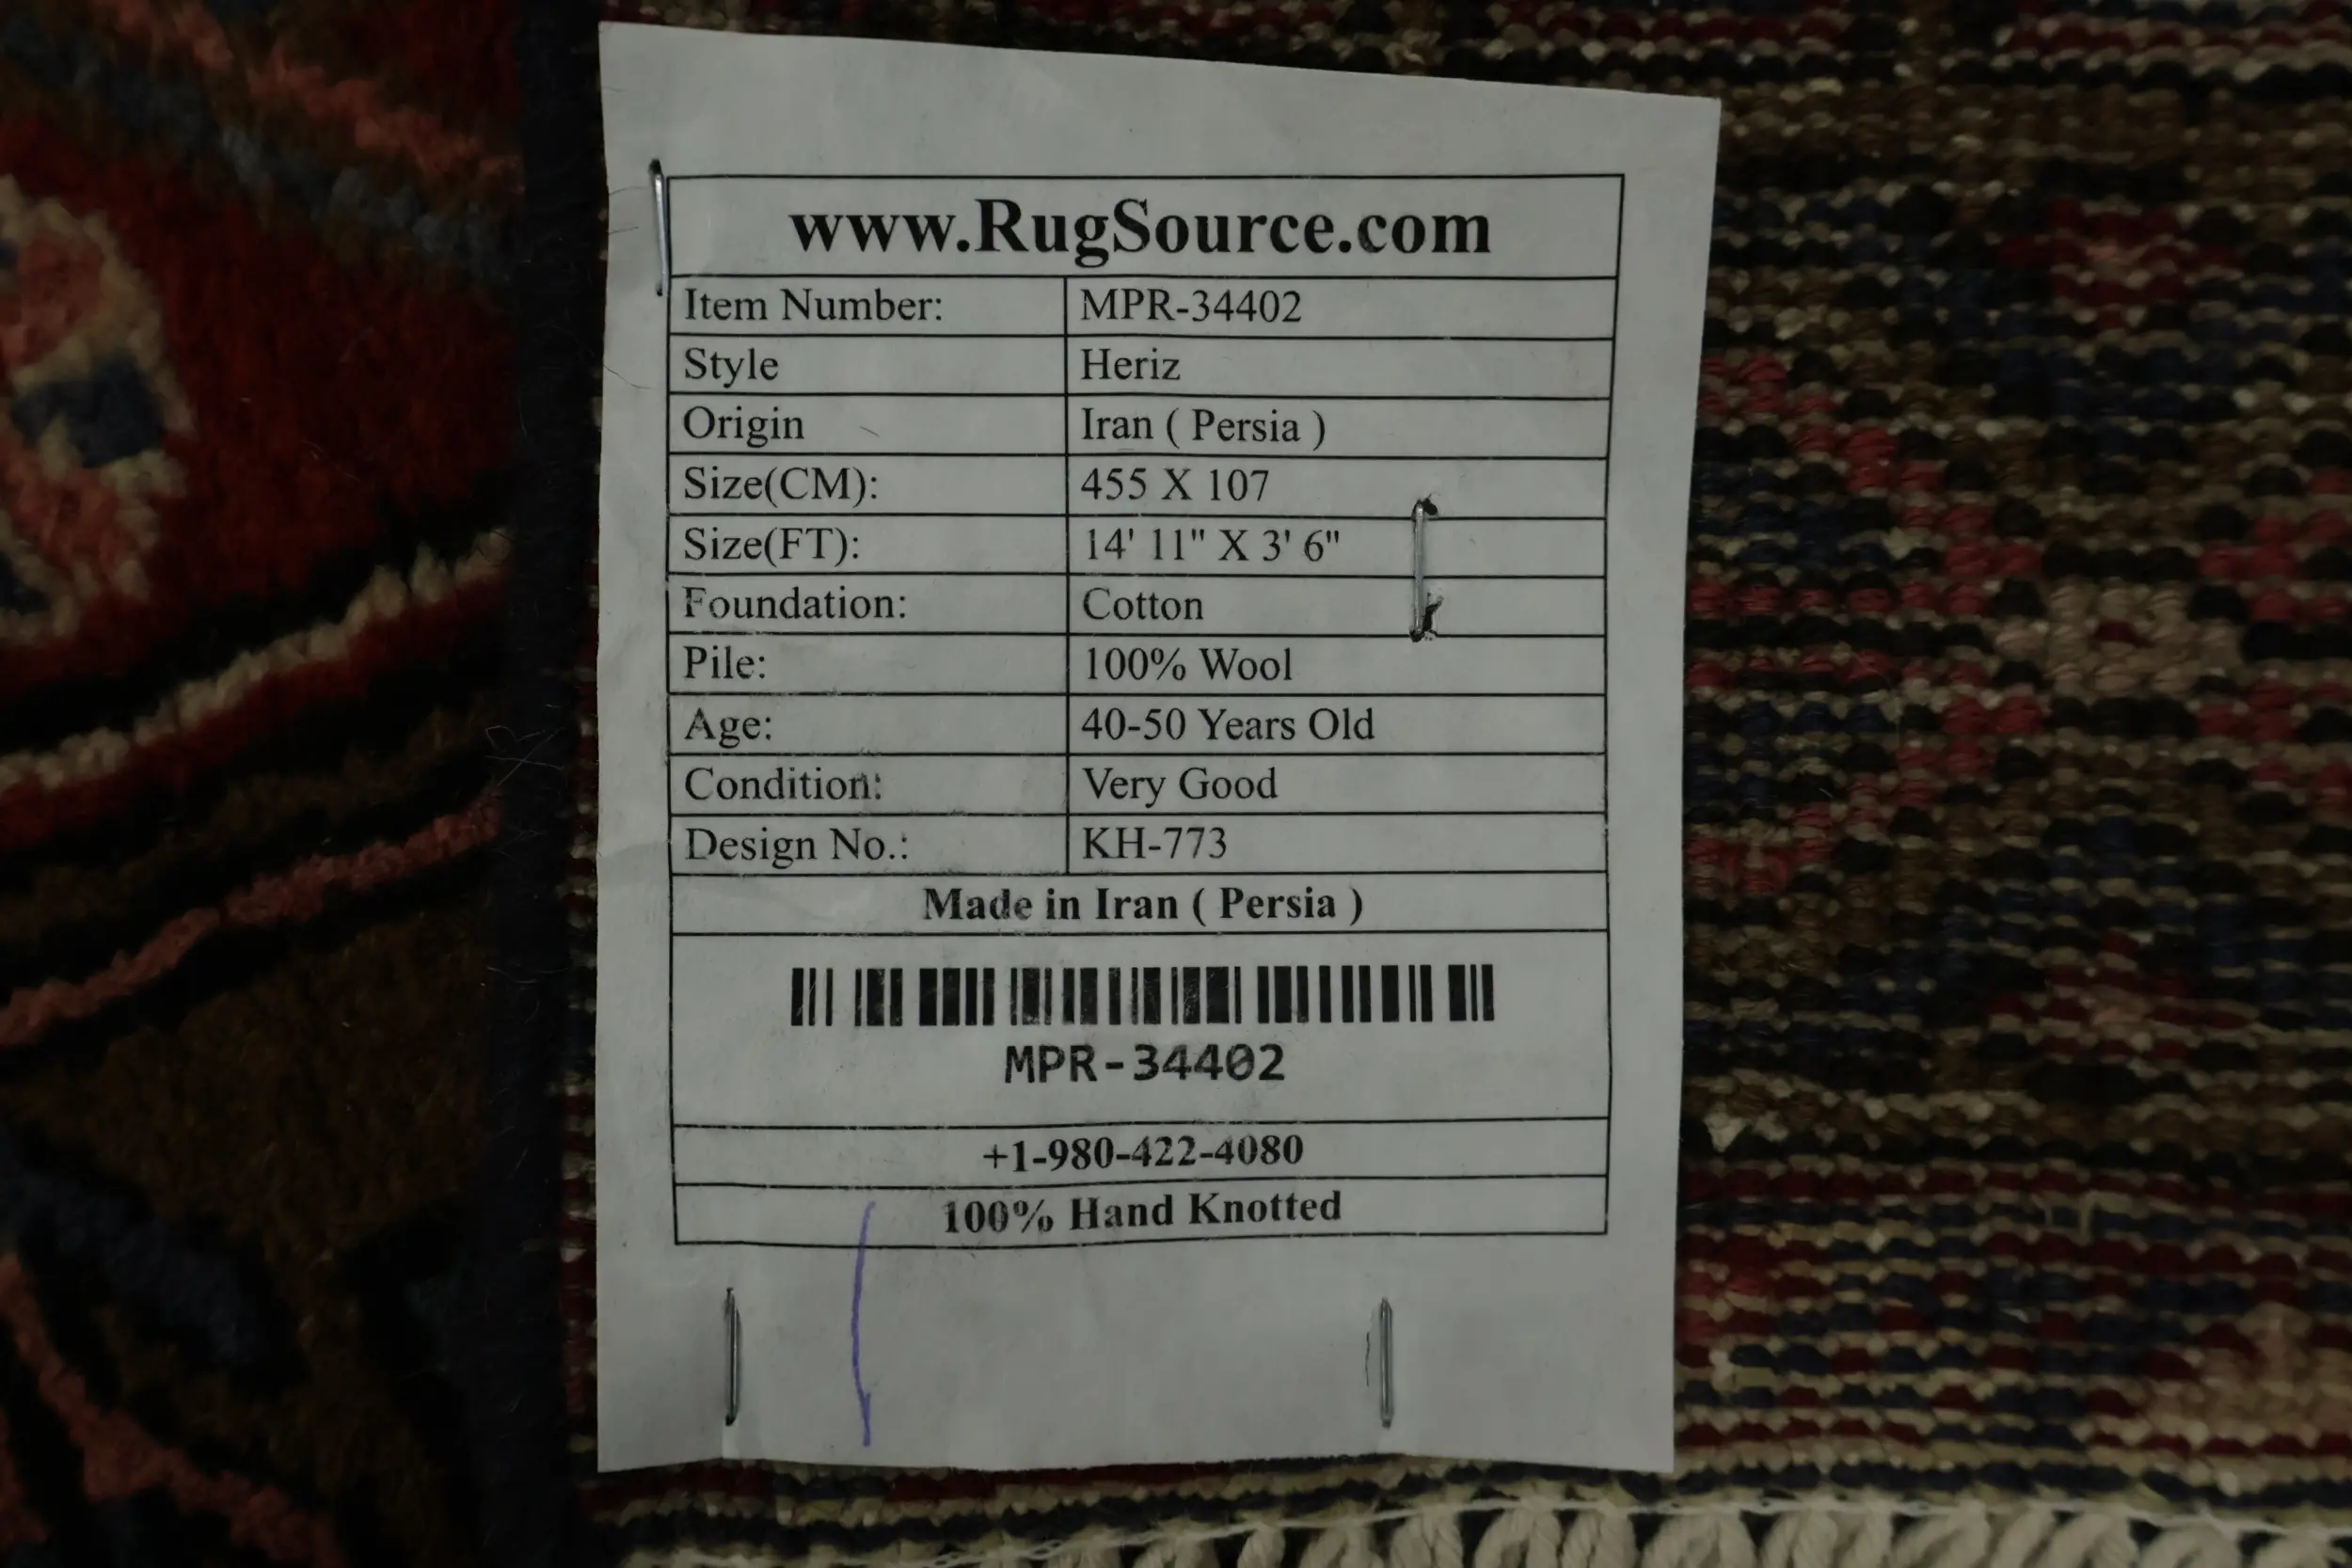 www.RugSource.com
Item Number: MPR-34402
Style Heriz
Origin Iran ( Persia )
Size(CM): 455 X 107
Size(FT): 14' 11" X 3' 6"
Foundation: Cotton
Pile: 100% Wool
Age: 40-50 Years Old
Condition: Very Good
Design No.: KH-773
Made in Iran ( Persia )
MPR-34402
+1-980-422-4080
100% Hand Knotted